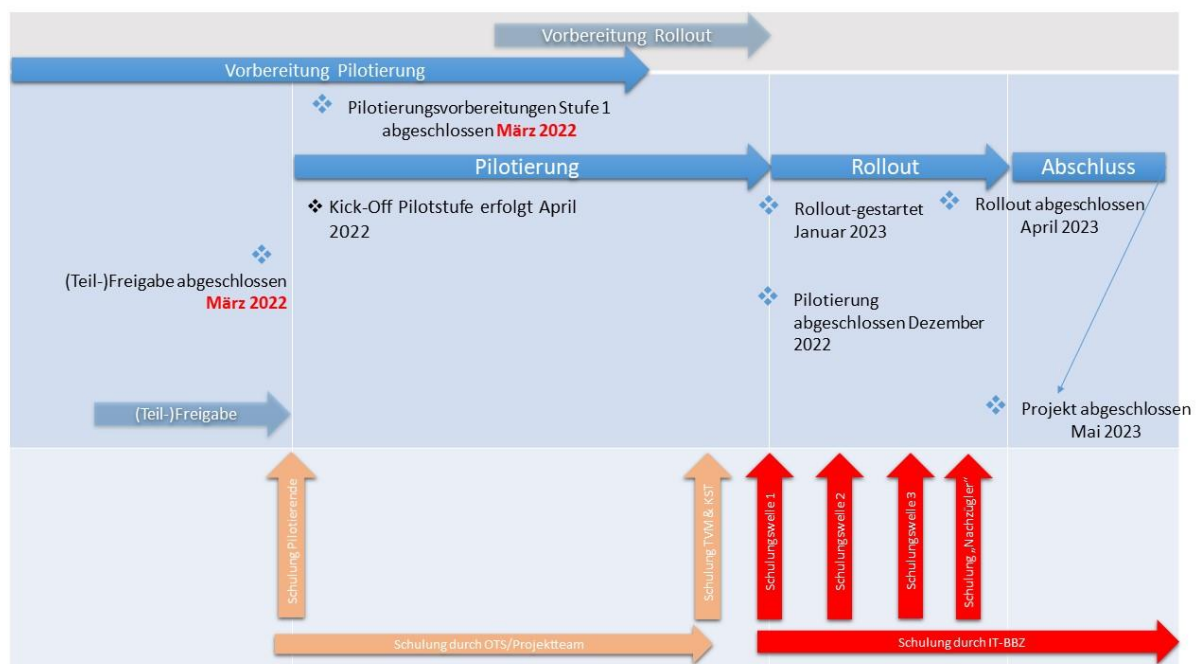 Vorbereitung Rollout
Vorbereitung Pilotierung
Pilotierungsvorbereitungen Stufe 1
abgeschlossen März 2022
Pilotierung
Rollout
Abschluss
Kick-Off Pilotstufe erfolgt April
2022
Rollout-gestartet
Januar 2023
Rollout abgeschlossen
April 2023
(Teil-)Freigabe abgeschlossen
März 2022
Pilotierung
abgeschlossen Dezember
2022
(Teil-)Freigabe
Projekt abgeschlossen
Mai 2023
Schulung Pilotierende
Schulung TVM & KST
Schulungswelle 1
Schulungswelle 2
Schulungswelle 3
Schulung „Nachzügler“
Schulung durch OTS/Projektteam
Schulung durch IT-BBZ